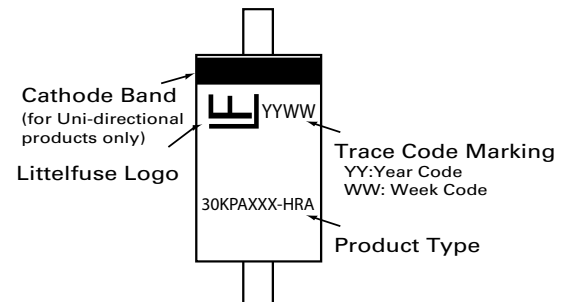 Cathode Band
(for Uni-directional
products only)
Littelfuse Logo
YYWW
Trace Code Marking
YY:Year Code
WW: Week Code
30KPAXXX-HRA
Product Type